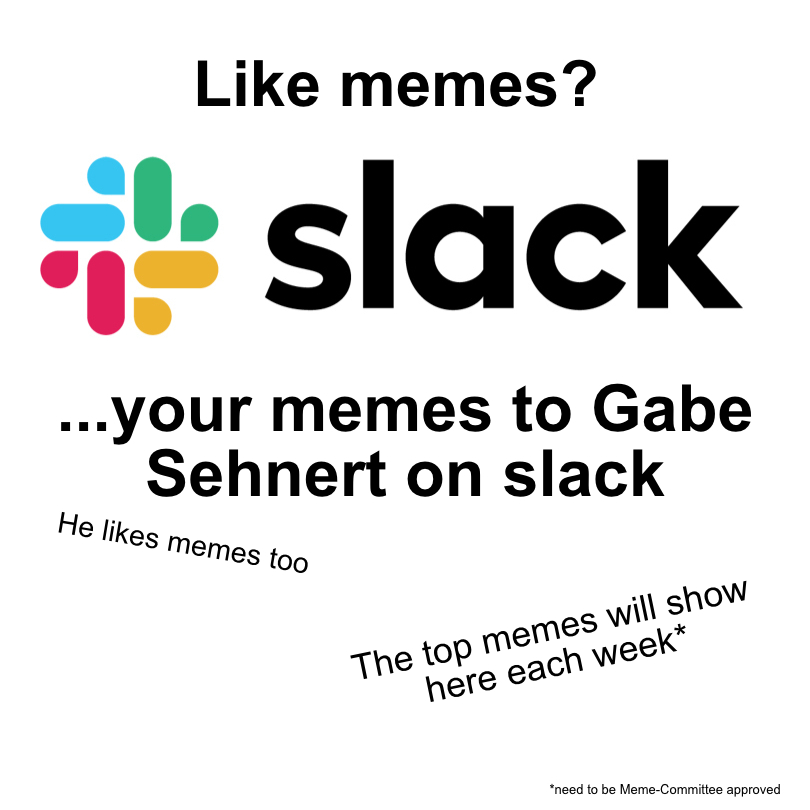 Like memes?
slack
...your memes to Gabe
Sehnert on slack
He likes memes too
The top memes will show
here each week*
*need to be Meme-Committee approved